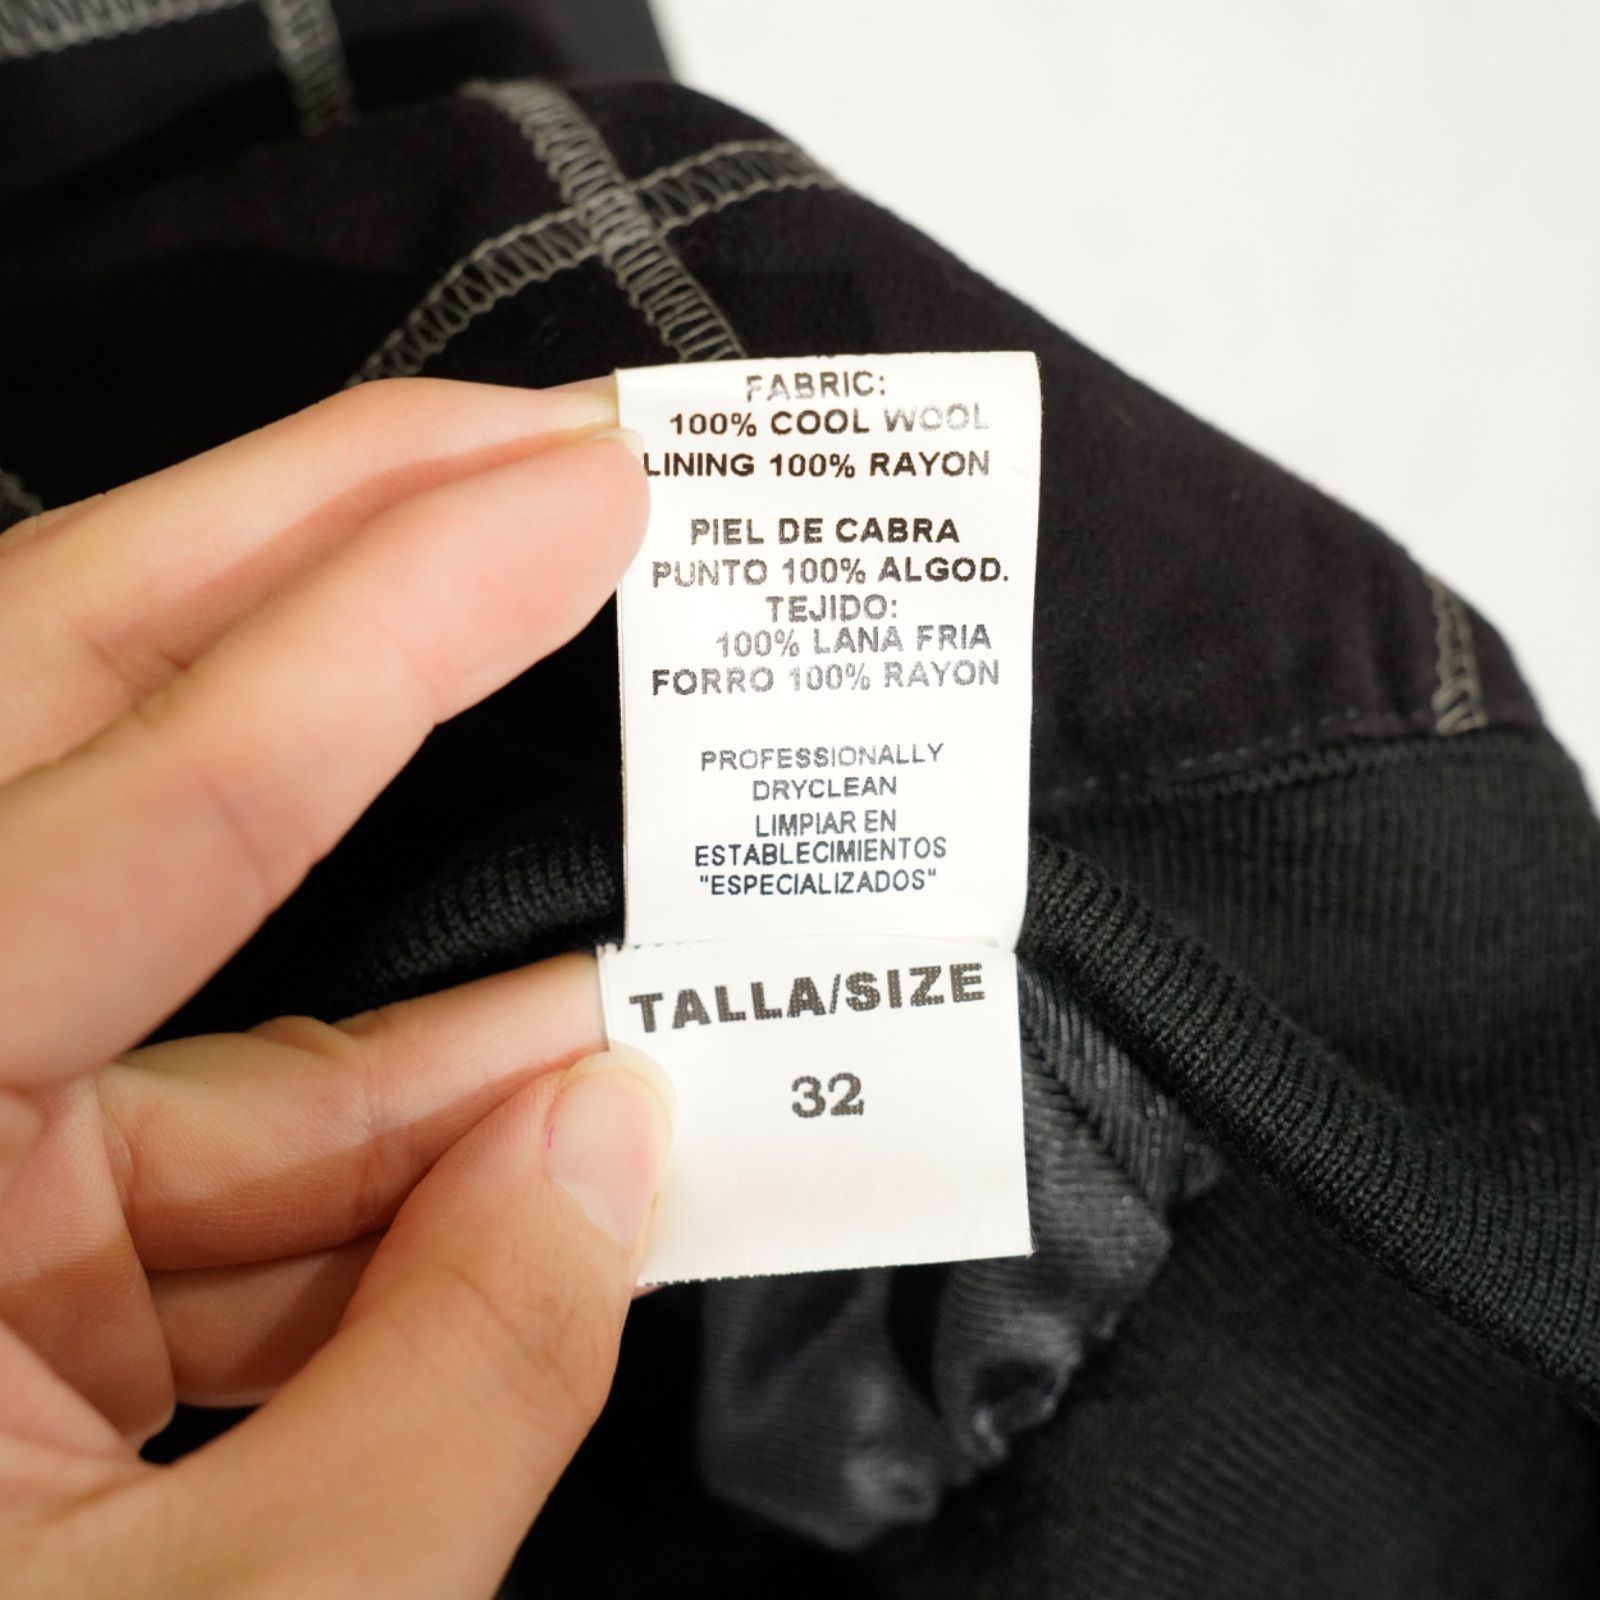 FABRIC:
100% COOL WOOL
LINING 100% RAYON
PIEL DE CABRA
PUNTO 100% ALGOD.
TEJIDO:
100% LANA FRIA
FORRO 100% RAYON
PROFESSIONALLY
DRYCLEAN
LIMPIAR EN
ESTABLECIMIENTOS
"ESPECIALIZADOS"
TALLA/SIZE
32